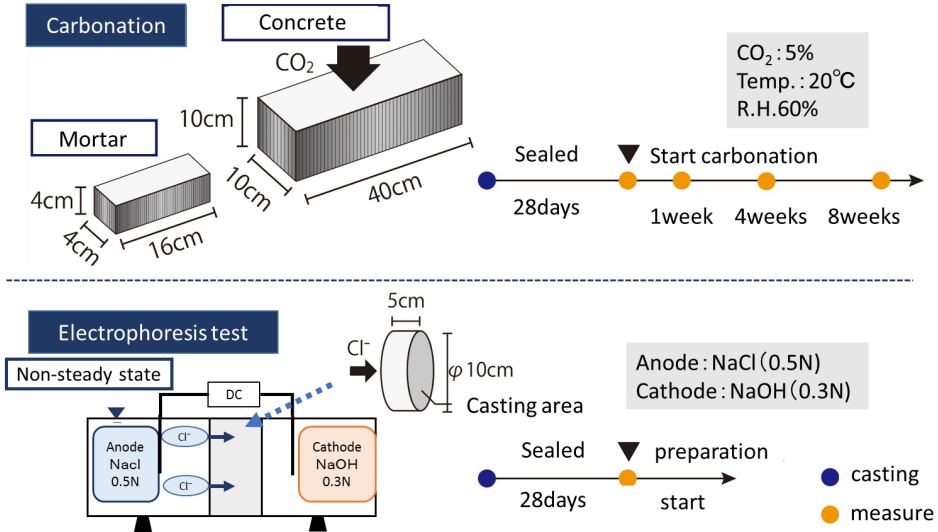 Carbonation
Concrete
CO₂
10cm
10cm
40cm
Mortar
4cm
4cm
16cm
CO₂:5%
Temp.:20℃
R.H.60%
Sealed
Start carbonation
28days
1week
4weeks
8weeks
Electrophoresis test
Non-steady state
5cm
Cl⁻
φ10cm
Casting area
DC
Anode
Nacl
0.5N
Cl⁻
Cl⁻
Cathode
NaOH
0.3N
Anode:NaCl(0.5N)
Cathode:NaOH(0.3N)
Sealed
preparation
28days
start
casting
measure